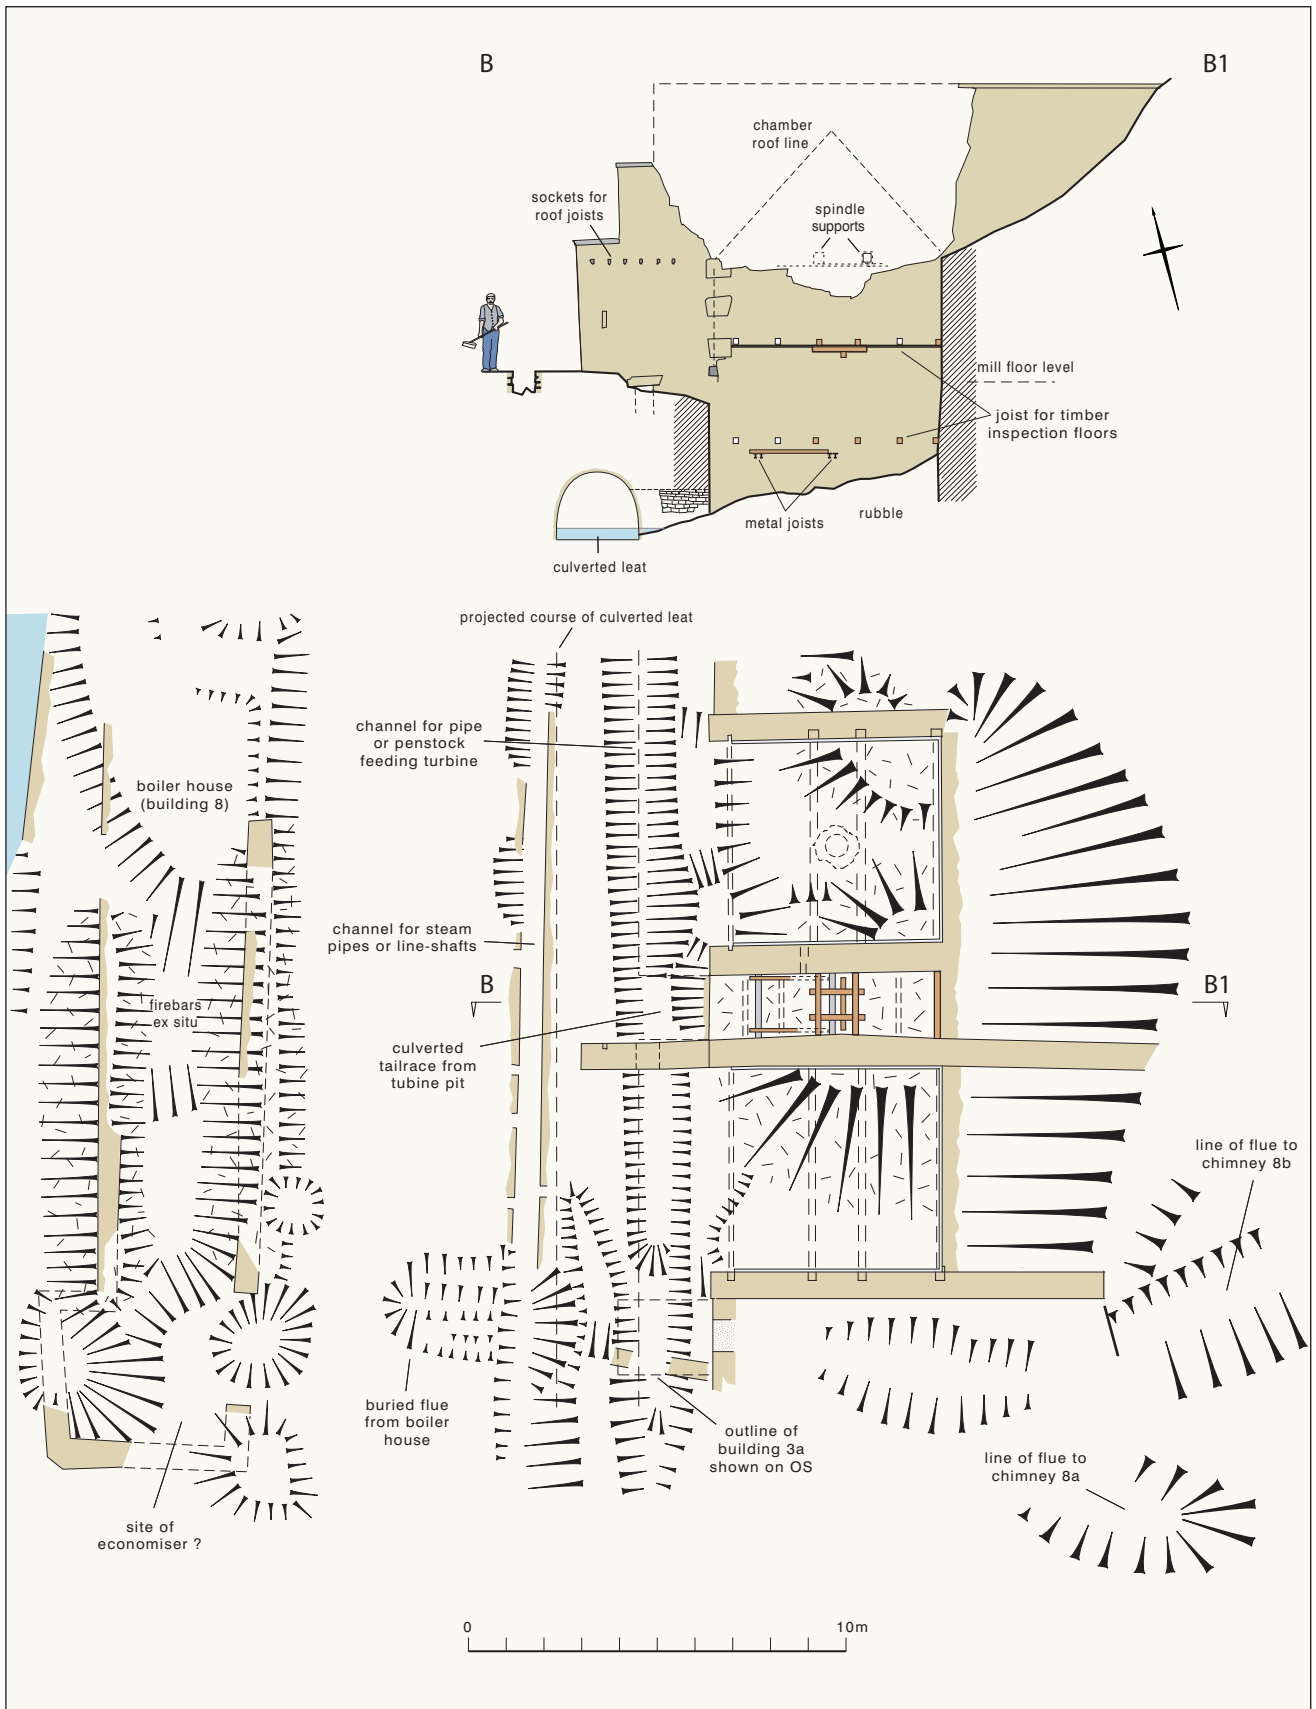 B
B1
chamber
roof line
sockets for
roof joists
spindle
supports
mill floor level
joist for timber
inspection floors
metal joists
rubble
culverted leat
projected course of culverted leat
channel for pipe
or penstock
feeding turbine
boiler house
(building 8)
channel for steam
pipes or line-shafts
firebars
ex situ
B
B1
culverted
tailrace from
tubine pit
line of flue to
chimney 8b
buried flue
from boiler
house
outline of
building 3a
shown on OS
line of flue to
chimney 8a
site of
economiser ?
0
10m